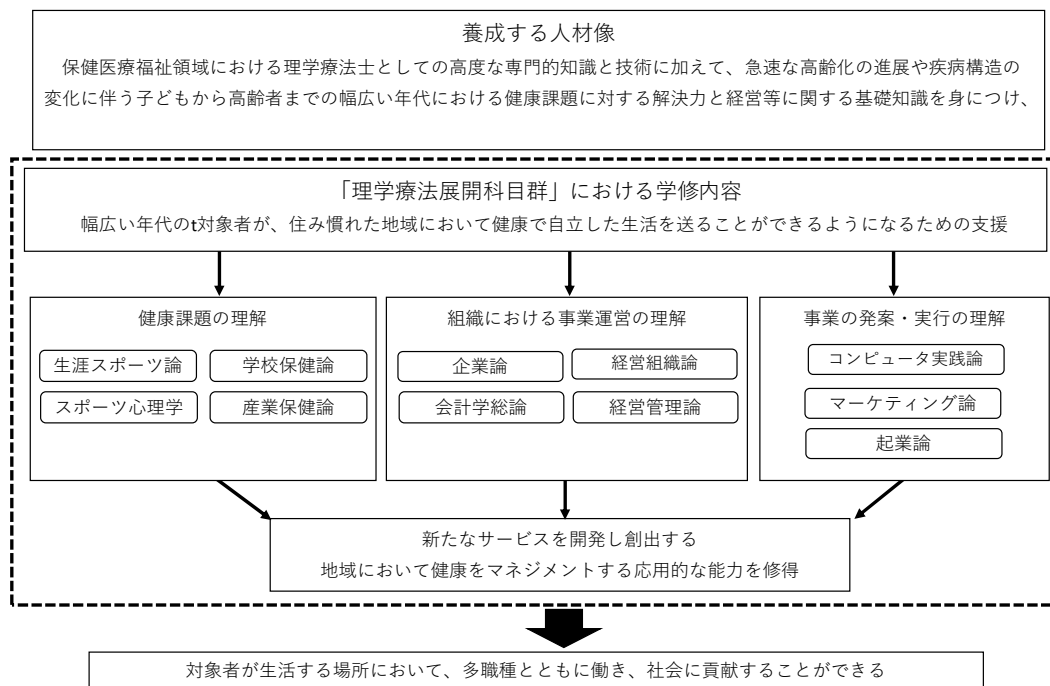 養成する人材像
保健医療福祉領域における理学療法士としての高度な専門的知識と技術に加えて、急速な高齢化の進展や疾病構造の
変化に伴う子どもから高齢者までの幅広い年代における健康課題に対する解決力と経営等に関する基礎知識を身につけ、
「理学療法展開科目群」における学修内容
幅広い年代のt対象者が、住み慣れた地域において健康で自立した生活を送ることができるようになるための支援
健康課題の理解
生涯スポーツ論
学校保健論
スポーツ心理学
産業保健論
組織における事業運営の理解
企業論
経営組織論
会計学総論
経営管理論
事業の発案・実行の理解
コンピュータ実践論
マーケティング論
起業論
新たなサービスを開発し創出する
地域において健康をマネジメントする応用的な能力を修得
対象者が生活する場所において、多職種とともに働き、社会に貢献することができる